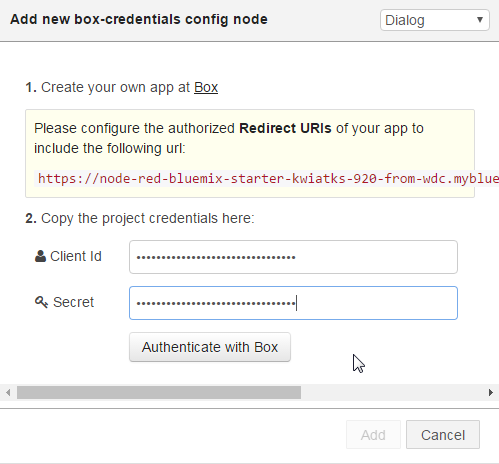 Add new box-credentials config node
Dialog
1. Create your own app at Box
Please configure the authorized Redirect URIs of your app to
include the following url:
https://node-red-bluemix-starter-kwiatks-920-from-wdc.myblue
2. Copy the project credentials here:
Client Id ••••••••••••••••••••••••••••••••
Secret ••••••••••••••••••••••••••••••••
Authenticate with Box
Add
Cancel